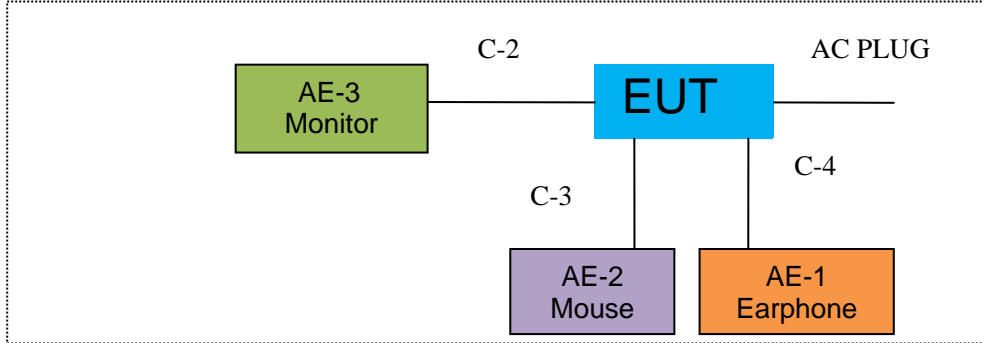 C-2
AC PLUG
AE-3
Monitor
EUT
C-4
C-3
AE-2
Mouse
AE-1
Earphone